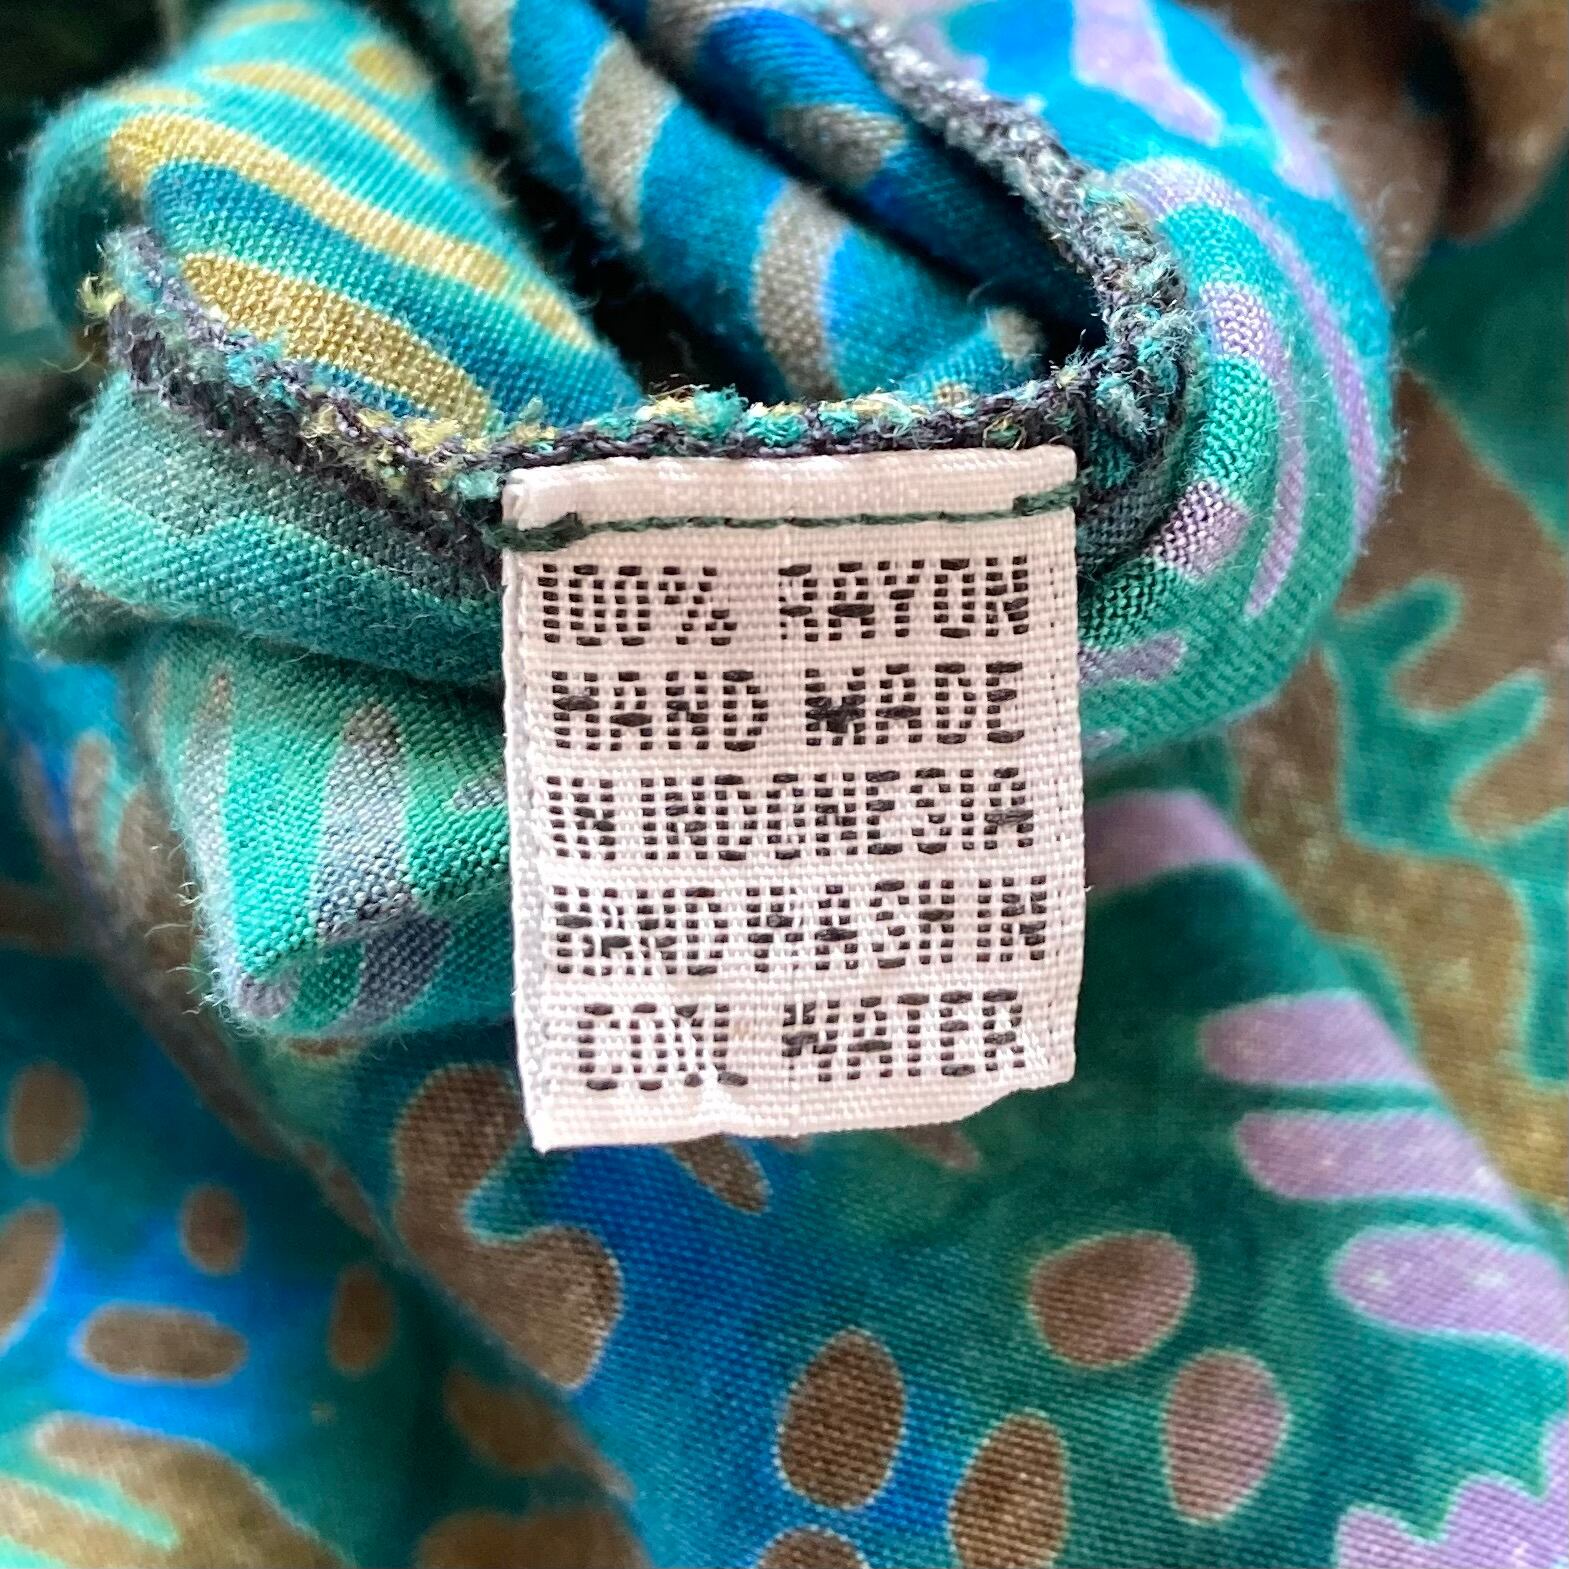 100% RAYON
HAND MADE
IN INDONESIA
HAND WASH IN
COOL WATER